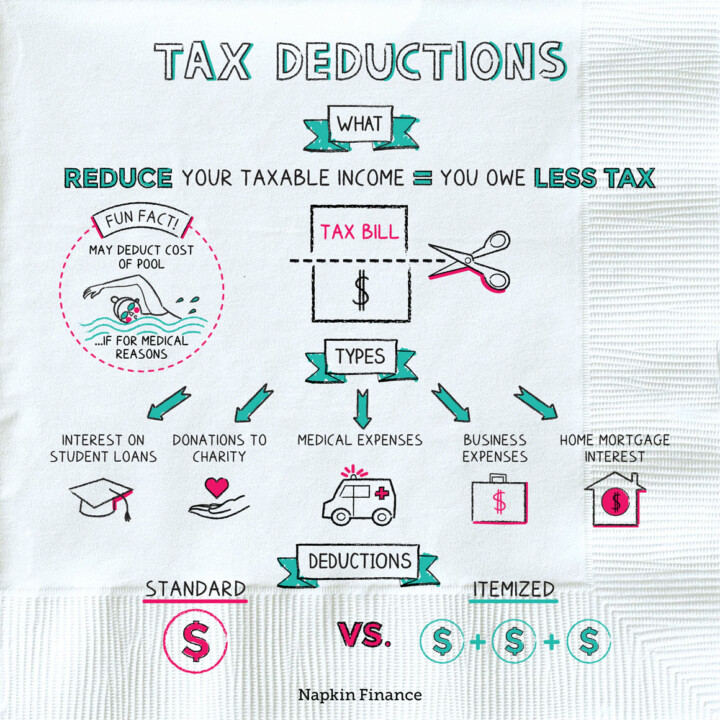 TAX DEDUCTIONS
WHAT
REDUCE YOUR TAXABLE INCOME = YOU OWE LESS TAX
FUN FACT!
MAY DEDUCT COST
OF POOL
...IF FOR MEDICAL
REASONS
TAX BILL
$
TYPES
INTEREST ON
STUDENT LOANS
DONATIONS TO
CHARITY
MEDICAL EXPENSES
BUSINESS
EXPENSES
$
HOME MORTGAGE
INTEREST
$
DEDUCTIONS
STANDARD
$
VS.
ITEMIZED
$ + $ + $
Napkin Finance